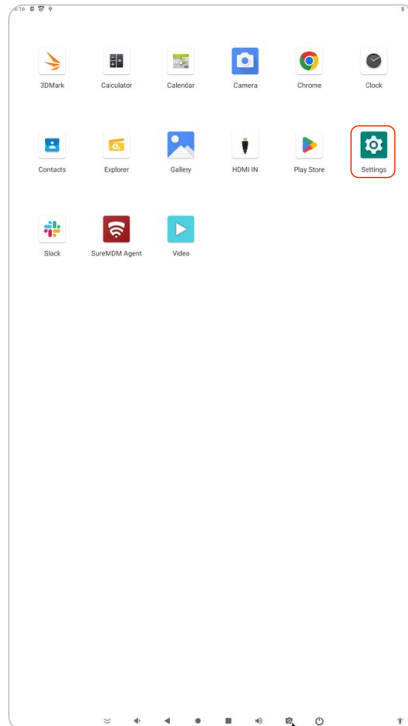 3DMark Calculator Calendar Camera Chrome Clock
Contacts Explorer Gallery HDMI IN Play Store Settings
Slack SureMDM Agent Video